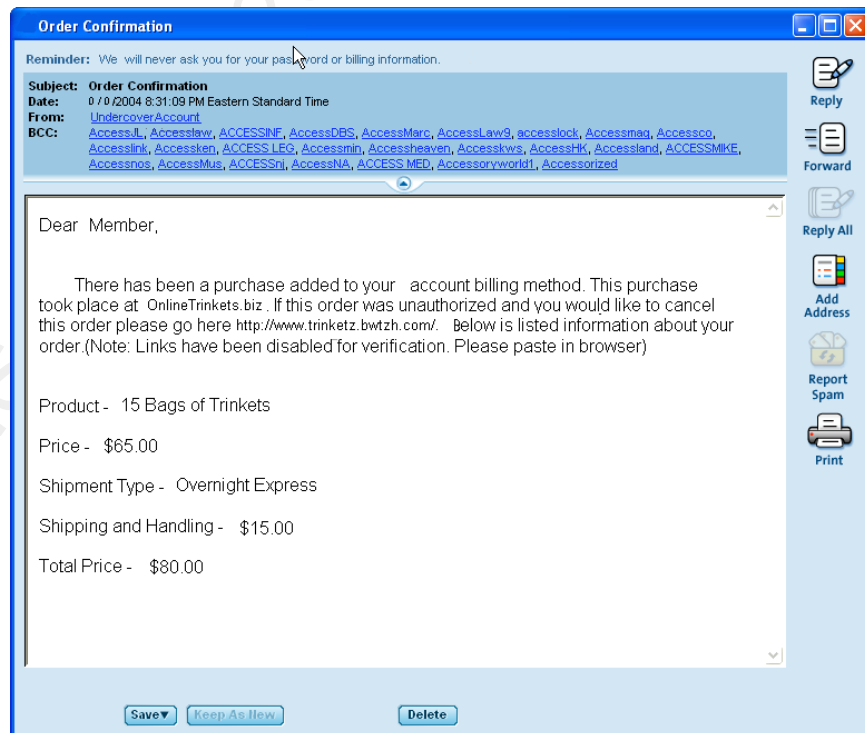 Order Confirmation
Reminder: We will never ask you for your password or billing information.
Subject: Order Confirmation
Date: 0 / 0 /2004 8:31:09 PM Eastern Standard Time
From: UndercoverAccount
BCC: AccessJL, Accesslaw, ACCESSINF, AccessDBS, AccessMarc, AccessLaw9, accesslock, Accessmag, Accessco,
Accesslink, Accessken, ACCESS LEG, Accessmin, Accessheaven, Accesskws, AccessHK, Accessland, ACCESSMIKE,
Accessnos, AccessMus, ACCESSnj, AccessNA, ACCESS MED, Accessoryworld1, Accessorized
Reply
Forward
Reply All
Add
Address
Report
Spam
Print
Dear Member,
There has been a purchase added to your account billing method. This purchase
took place at OnlineTrinkets.biz . If this order was unauthorized and you would like to cancel
this order please go here http://www.trinketz.bwtzh.com/. Below is listed information about your
order.(Note: Links have been disabled for verification. Please paste in browser)
Product - 15 Bags of Trinkets
Price - $65.00
Shipment Type - Overnight Express
Shipping and Handling - $15.00
Total Price - $80.00
Save▼ Keep As New Delete